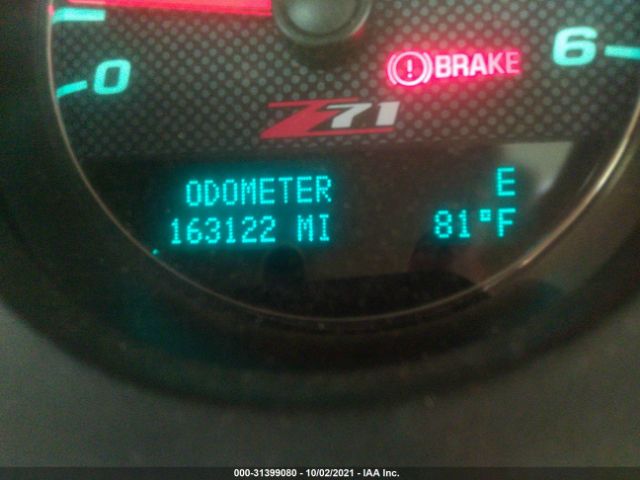 0
6
BRAKE
Z71
ODOMETER
E
163122 MI
81°F
000-31399080 - 10/02/2021 - IAA Inc.